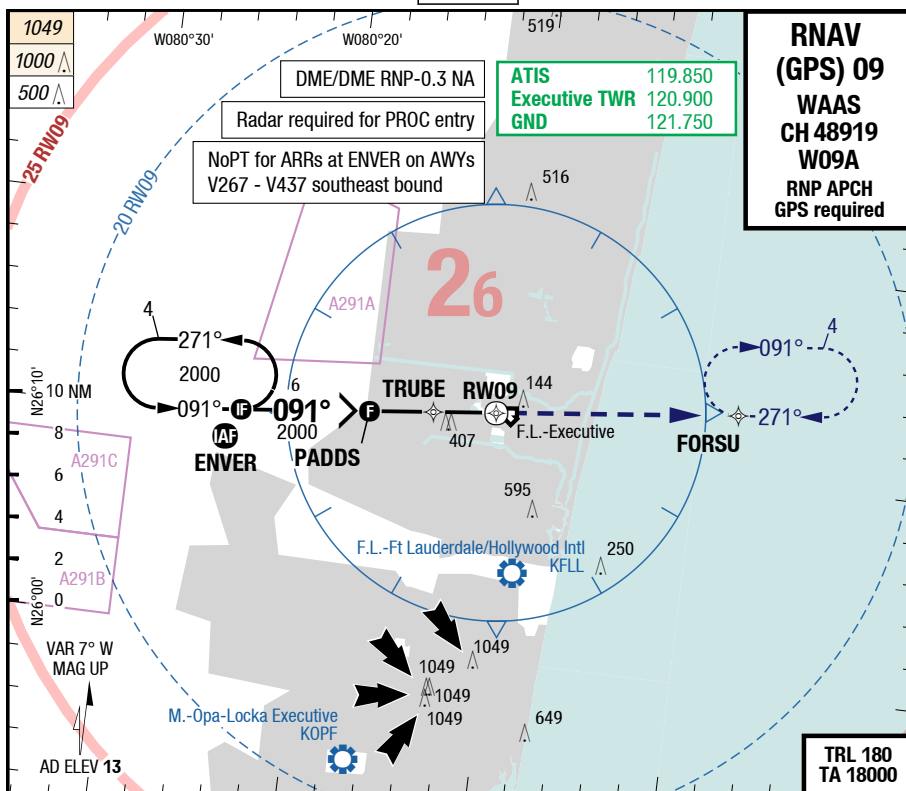 1049
1000
500
W080°30'
W080°20'
519
DME/DME RNP-0.3 NA
Radar required for PROC entry
NoPT for ARRs at ENVER on AWYs
V267 - V437 southeast bound
ATIS 119.850
Executive TWR 120.900
GND 121.750
RNAV
(GPS) 09
WAAS
CH 48919
W09A
RNP APCH
GPS required
25 RW09
20 RW09
516
A291A
26
4
271°
2000
091°
IF
6
091°
2000
F
TRUBE
RW09
144
F.L.-Executive
091°
4
271°
FORSU
IAF
ENVER
PADDS
407
N26°10'
10 NM
8
6
4
2
0
N26°00'
A291C
A291B
595
F.L.-Ft Lauderdale/Hollywood Intl
KFLL
250
VAR 7° W
MAG UP
AD ELEV 13
1049
1049
1049
1049
M.-Opa-Locka Executive
KOPF
649
TRL 180
TA 18000